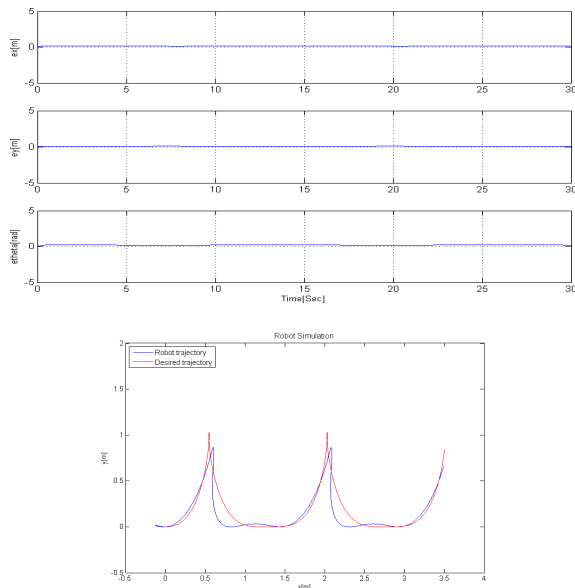 5
ex[m]
0
-5
0 5 10 15 20 25 30
5
ey[m]
0
-5
0 5 10 15 20 25 30
5
etheta[rad]
0
-5
0 5 10 15 20 25 30
Time[Sec]
Robot Simulation
2
Robot trajectory
Desired trajectory
1.5
1
y[m]
0.5
0
-0.5
-0.5 0 0.5 1 1.5 2 2.5 3 3.5 4
x[m]